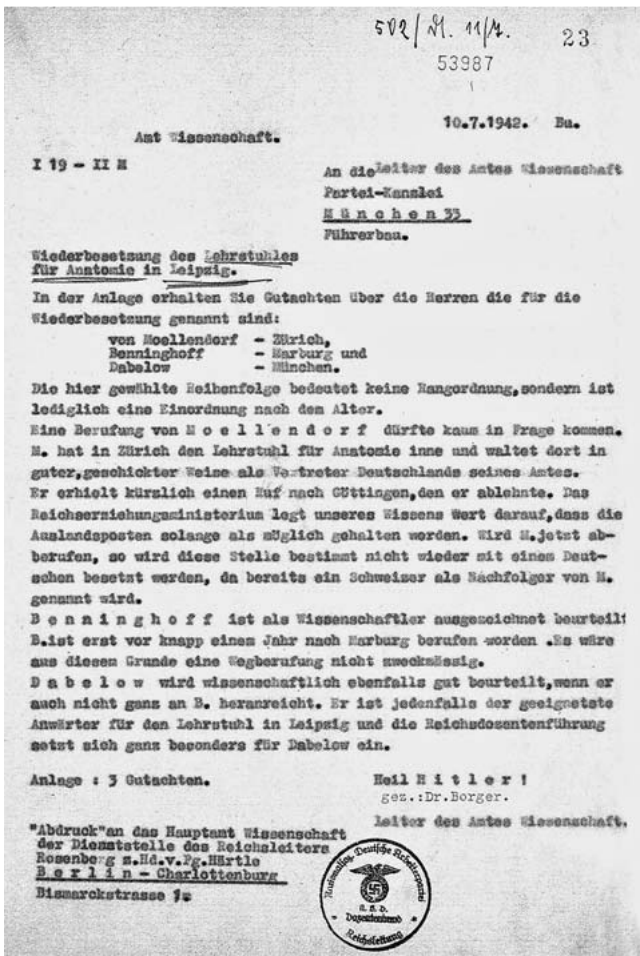 502/ 11/7.
23
53987
10.7.1942. Bu.
Amt Wissenschaft.
I 19 - II M
An die Leiter des Amtes Wissenschaft
Partei-Kanzlei
M ü n c h e n 33
Führerbau.
Wiederbesetzung des Lehrstuhles
für Anatomie in Leipzig.
In der Anlage erhalten Sie Gutachten über die Herren die für die
Wiederbesetzung genannt sind:
von Moellendorf - Zürich,
Benninghoff - Marburg und
Dabelow - München.
Die hier gewählte Reihenfolge bedeutet keine Rangordnung,sondern ist
lediglich eine Einordnung nach dem Alter.
Eine Berufung von M o e l l e n d o r f dürfte kaum in Frage kommen.
M. hat in Zürich den Lehrstuhl für Anatomie inne und waltet dort in
guter,geschickter Weise als Vertreter Deutschlands seines Amtes.
Er erhielt kürzlich einen Ruf nach Göttingen,den er ablehnte. Das
Reichserziehungsministerium legt unseres Wissens Wert darauf,dass die
Auslandsposten solange als möglich gehalten werden. Wird M.jetzt ab-
berufen, so wird diese Stelle bestimmt nicht wieder mit einem Deut-
schen besetzt werden, da bereits ein Schweizer als Nachfolger von M.
genannt wird.
B e n n i n g h o f f ist als Wissenschaftler ausgezeichnet beurteilt
B.ist erst vor knapp einem Jahr nach Marburg berufen worden .Es wäre
aus diesem Grunde eine Wegberufung nicht zweckmässig.
D a b e l o w wird wissenschaftlich ebenfalls gut beurteilt,wenn er
auch nicht ganz an B. heranreicht. Er ist jedenfalls der geeignetste
Anwärter für den Lehrstuhl in Leipzig und die Reichsdozentenführung
setzt sich ganz besonders für Dabelow ein.
Anlage : 3 Gutachten.
Heil H i t l e r !
gez.:Dr.Borger.
Leiter des Amtes Wissenschaft.
"Abdruck"an das Hauptamt Wissenschaft
der Dienststelle des Reichsleiters
Rosenberg z.Hd.v.Pg.Härtle
B e r l i n - Charlottenburg
Bismarckstrasse 1
Nationalsoz. Deutsche Arbeiterpartei
N. S. D.
Dozentenbund
Reichsleitung